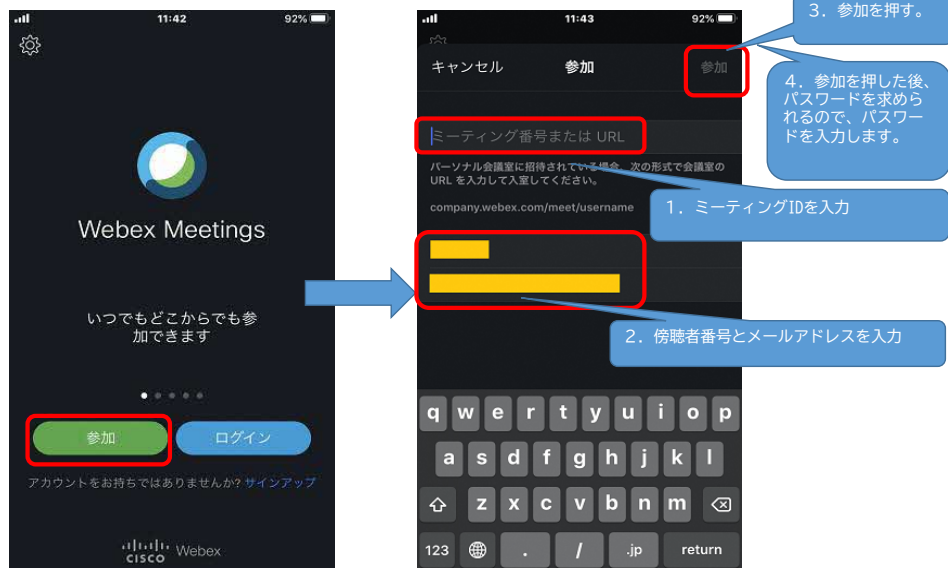 11:42
92%
Webex Meetings
いつでもどこからでも参
加できます
参加
ログイン
アカウントをお持ちではありませんか? サインアップ
CISCO Webex
11:43
92%
キャンセル
参加
参加
ミーティング番号または URL
パーソナル会議室に招待されている場合、次の形式で会議室の
URL を入力して入室してください。
company.webex.com/meet/username
q w e r t y u i o p
a s d f g h j k l
z x c v b n m
123 . / .jp return
3．参加を押す。
4．参加を押した後、
パスワードを求めら
れるので、パスワー
ドを入力します。
1．ミーティングIDを入力
2．傍聴者番号とメールアドレスを入力